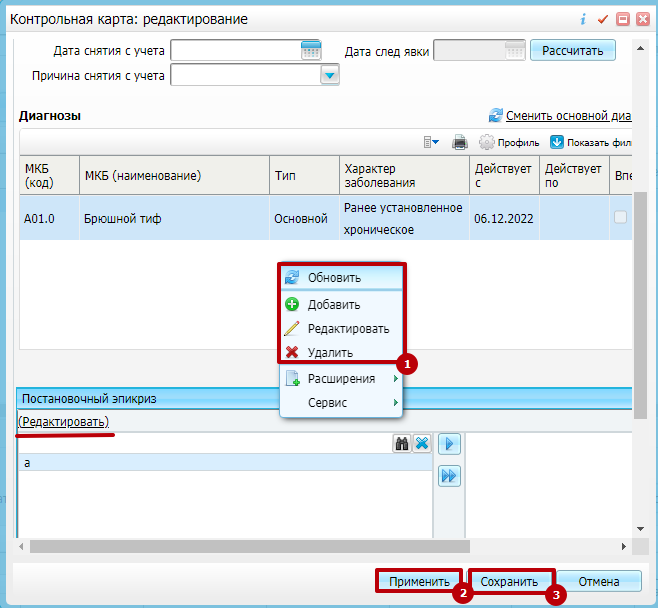 Контрольная карта: редактирование
Дата снятия с учета
Дата след явки
Рассчитать
Причина снятия с учета
Диагнозы
Сменить основной диа
Профиль
Показать фил
МКБ (код)
МКБ (наименование)
Тип
Характер заболевания
Действует с
Действует по
Впе
A01.0
Брюшной тиф
Основной
Ранее установленное хроническое
06.12.2022
Обновить
Добавить
Редактировать
Удалить
1
Расширения
Сервис
Постановочный эпикриз
(Редактировать)
а
Применить
2
Сохранить
3
Отмена